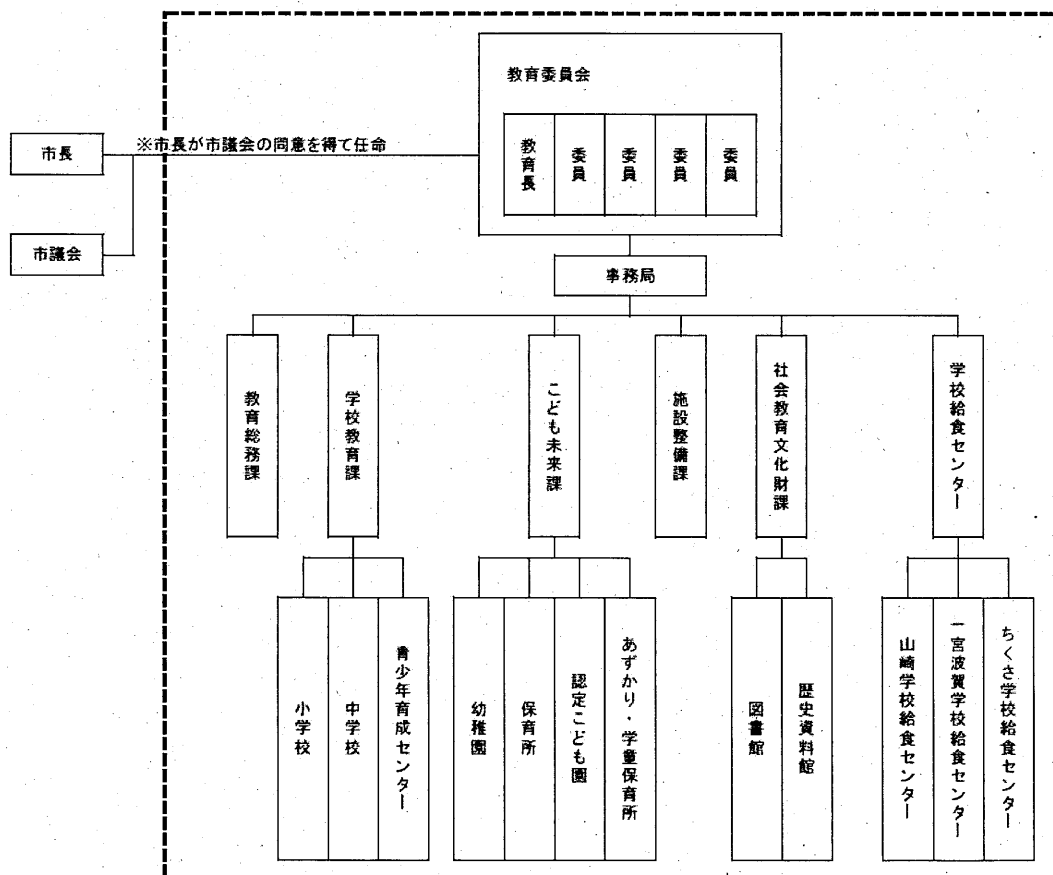 教育委員会
市長
※市長が市議会の同意を得て任命
教育長
委員
委員
委員
委員
市議会
事務局
教育総務課
学校教育課
こども未来課
施設整備課
社会教育文化財課
学校給食センター
小学校
中学校
青少年育成センター
幼稚園
保育所
認定こども園
あずかり・学童保育所
図書館
歴史資料館
山崎学校給食センター
一宮波賀学校給食センター
ちくさ学校給食センター